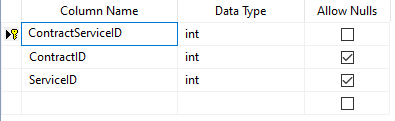 Column Name Data Type Allow Nulls
ContractServiceID int
ContractID int
ServiceID int